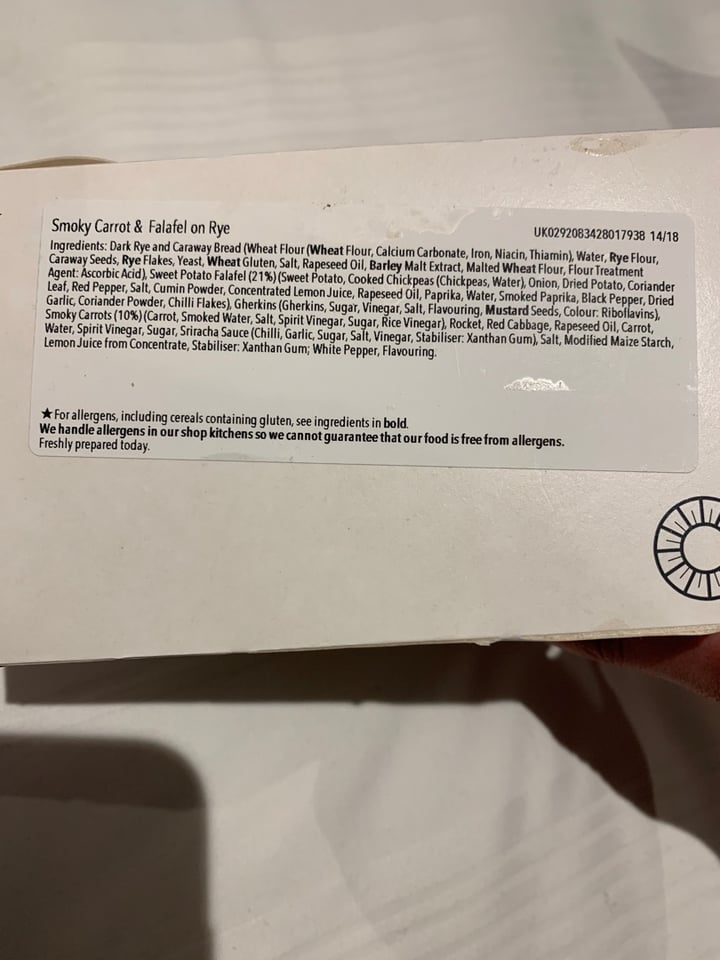 Smoky Carrot & Falafel on Rye
UK0292083428017938 14/18
Ingredients: Dark Rye and Caraway Bread (Wheat Flour (Wheat Flour, Calcium Carbonate, Iron, Niacin, Thiamin), Water, Rye Flour,
Caraway Seeds, Rye Flakes, Yeast, Wheat Gluten, Salt, Rapeseed Oil, Barley Malt Extract, Malted Wheat Flour, Flour Treatment
Agent: Ascorbic Acid), Sweet Potato Falafel (21%) (Sweet Potato, Cooked Chickpeas (Chickpeas, Water), Onion, Dried Potato, Coriander
Leaf, Red Pepper, Salt, Cumin Powder, Concentrated Lemon Juice, Rapeseed Oil, Paprika, Water, Smoked Paprika, Black Pepper, Dried
Garlic, Coriander Powder, Chilli Flakes), Gherkins (Gherkins, Sugar, Vinegar, Salt, Flavouring, Mustard Seeds, Colour: Riboflavins),
Smoky Carrots (10%) (Carrot, Smoked Water, Salt, Spirit Vinegar, Sugar, Rice Vinegar), Rocket, Red Cabbage, Rapeseed Oil, Carrot,
Water, Spirit Vinegar, Sugar, Sriracha Sauce (Chilli, Garlic, Sugar, Salt, Vinegar, Stabiliser: Xanthan Gum), Salt, Modified Maize Starch,
Lemon Juice from Concentrate, Stabiliser: Xanthan Gum; White Pepper, Flavouring.
★For allergens, including cereals containing gluten, see ingredients in bold.
We handle allergens in our shop kitchens so we cannot guarantee that our food is free from allergens.
Freshly prepared today.